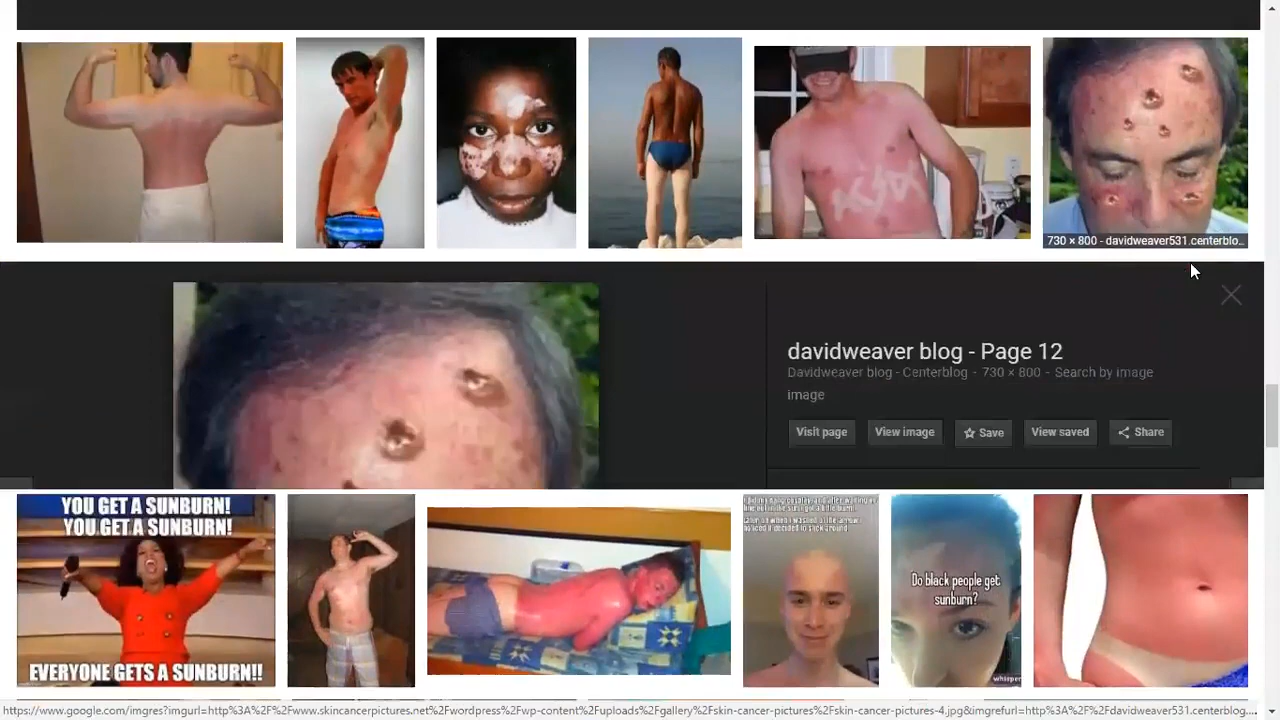 730 × 800 - davidweaver531.centerblo...
davidweaver blog - Page 12
Davidweaver blog - Centerblog - 730 × 800 - Search by image
image
Visit page
View image
Save
View saved
Share
YOU GET A SUNBURN!
YOU GET A SUNBURN!
EVERYONE GETS A SUNBURN!!
Do black people get
sunburn?
whisper
https://www.google.com/imgres?imgurl=http%3A%2F%2Fwww.skincancerpictures.net%2Fwordpress%2Fwp-content%2Fuploads%2Fgallery%2Fskin-cancer-pictures%2Fskin-cancer-pictures-4.jpg&imgrefurl=http%3A%2F%2Fdavidweaver531.centerblog....